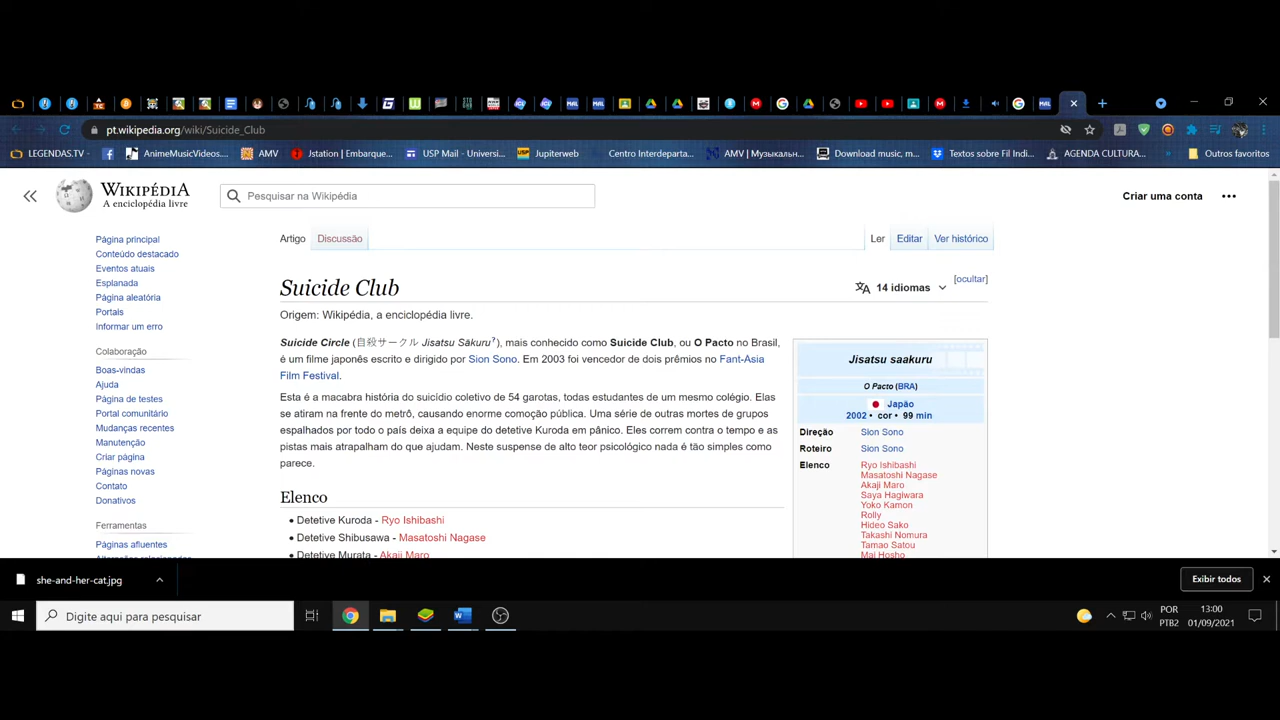 pt.wikipedia.org/wiki/Suicide_Club
LEGENDAS.TV
AnimeMusicVideos...
AMV
Jstation | Embarque...
USP Mail - Universi...
Jupiterweb
Centro Interdeparta...
AMV | Музыкальн...
Download music, m...
Textos sobre Fil Indi...
AGENDA CULTURA...
»
Outros favoritos
WIKIPÉDIA
A enciclopédia livre
Pesquisar na Wikipédia
Criar uma conta
Página principal
Conteúdo destacado
Eventos atuais
Esplanada
Página aleatória
Portais
Informar um erro
Colaboração
Boas-vindas
Ajuda
Página de testes
Portal comunitário
Mudanças recentes
Manutenção
Criar página
Páginas novas
Contato
Donativos
Ferramentas
Páginas afluentes
Artigo Discussão
Ler Editar Ver histórico
Suicide Club
14 idiomas
[ocultar]
Origem: Wikipédia, a enciclopédia livre.
Suicide Circle (自殺サークル Jisatsu Sākuru?), mais conhecido como Suicide Club, ou O Pacto no Brasil,
é um filme japonês escrito e dirigido por Sion Sono. Em 2003 foi vencedor de dois prêmios no Fant-Asia
Film Festival.
Esta é a macabra história do suicídio coletivo de 54 garotas, todas estudantes de um mesmo colégio. Elas
se atiram na frente do metrô, causando enorme comoção pública. Uma série de outras mortes de grupos
espalhados por todo o país deixa a equipe do detetive Kuroda em pânico. Eles correm contra o tempo e as
pistas mais atrapalham do que ajudam. Neste suspense de alto teor psicológico nada é tão simples como
parece.
Elenco
• Detetive Kuroda - Ryo Ishibashi
• Detetive Shibusawa - Masatoshi Nagase
• Detetive Murata - Akaji Maro
Jisatsu saakuru
O Pacto (BRA)
Japão
2002 • cor • 99 min
Direção Sion Sono
Roteiro Sion Sono
Elenco Ryo Ishibashi
Masatoshi Nagase
Akaji Maro
Saya Hagiwara
Yoko Kamon
Rolly
Hideo Sako
Takashi Nomura
Tamao Satou
Mai Hosho
she-and-her-cat.jpg
Exibir todos
Digite aqui para pesquisar
POR
PTB2
13:00
01/09/2021